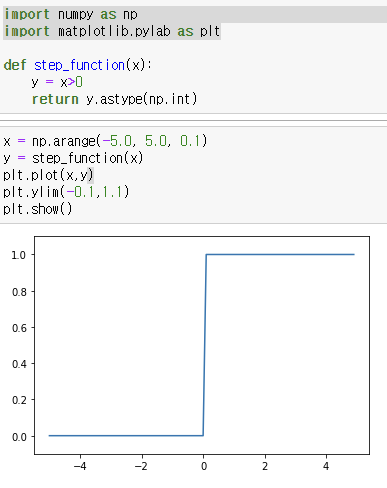 import numpy as np
import matplotlib.pylab as plt
def step_function(x):
    y = x>0
    return y.astype(np.int)
x = np.arange(-5.0, 5.0, 0.1)
y = step_function(x)
plt.plot(x,y)
plt.ylim(-0.1,1.1)
plt.show()
1.0
0.8
0.6
0.4
0.2
0.0
−4 −2 0 2 4